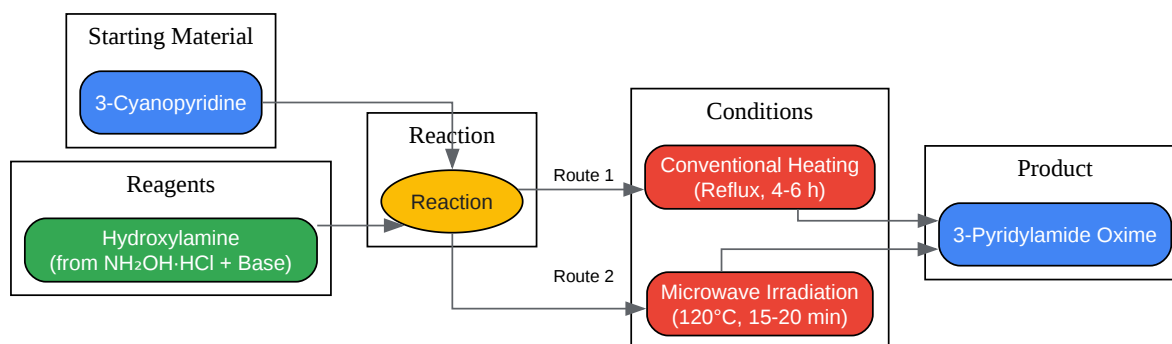 Starting Material
3-Cyanopyridine
Reagents
Hydroxylamine
(from NH₂OH·HCl + Base)
Reaction
Reaction
Route 1
Route 2
Conditions
Conventional Heating
(Reflux, 4-6 h)
Microwave Irradiation
(120°C, 15-20 min)
Product
3-Pyridylamide Oxime